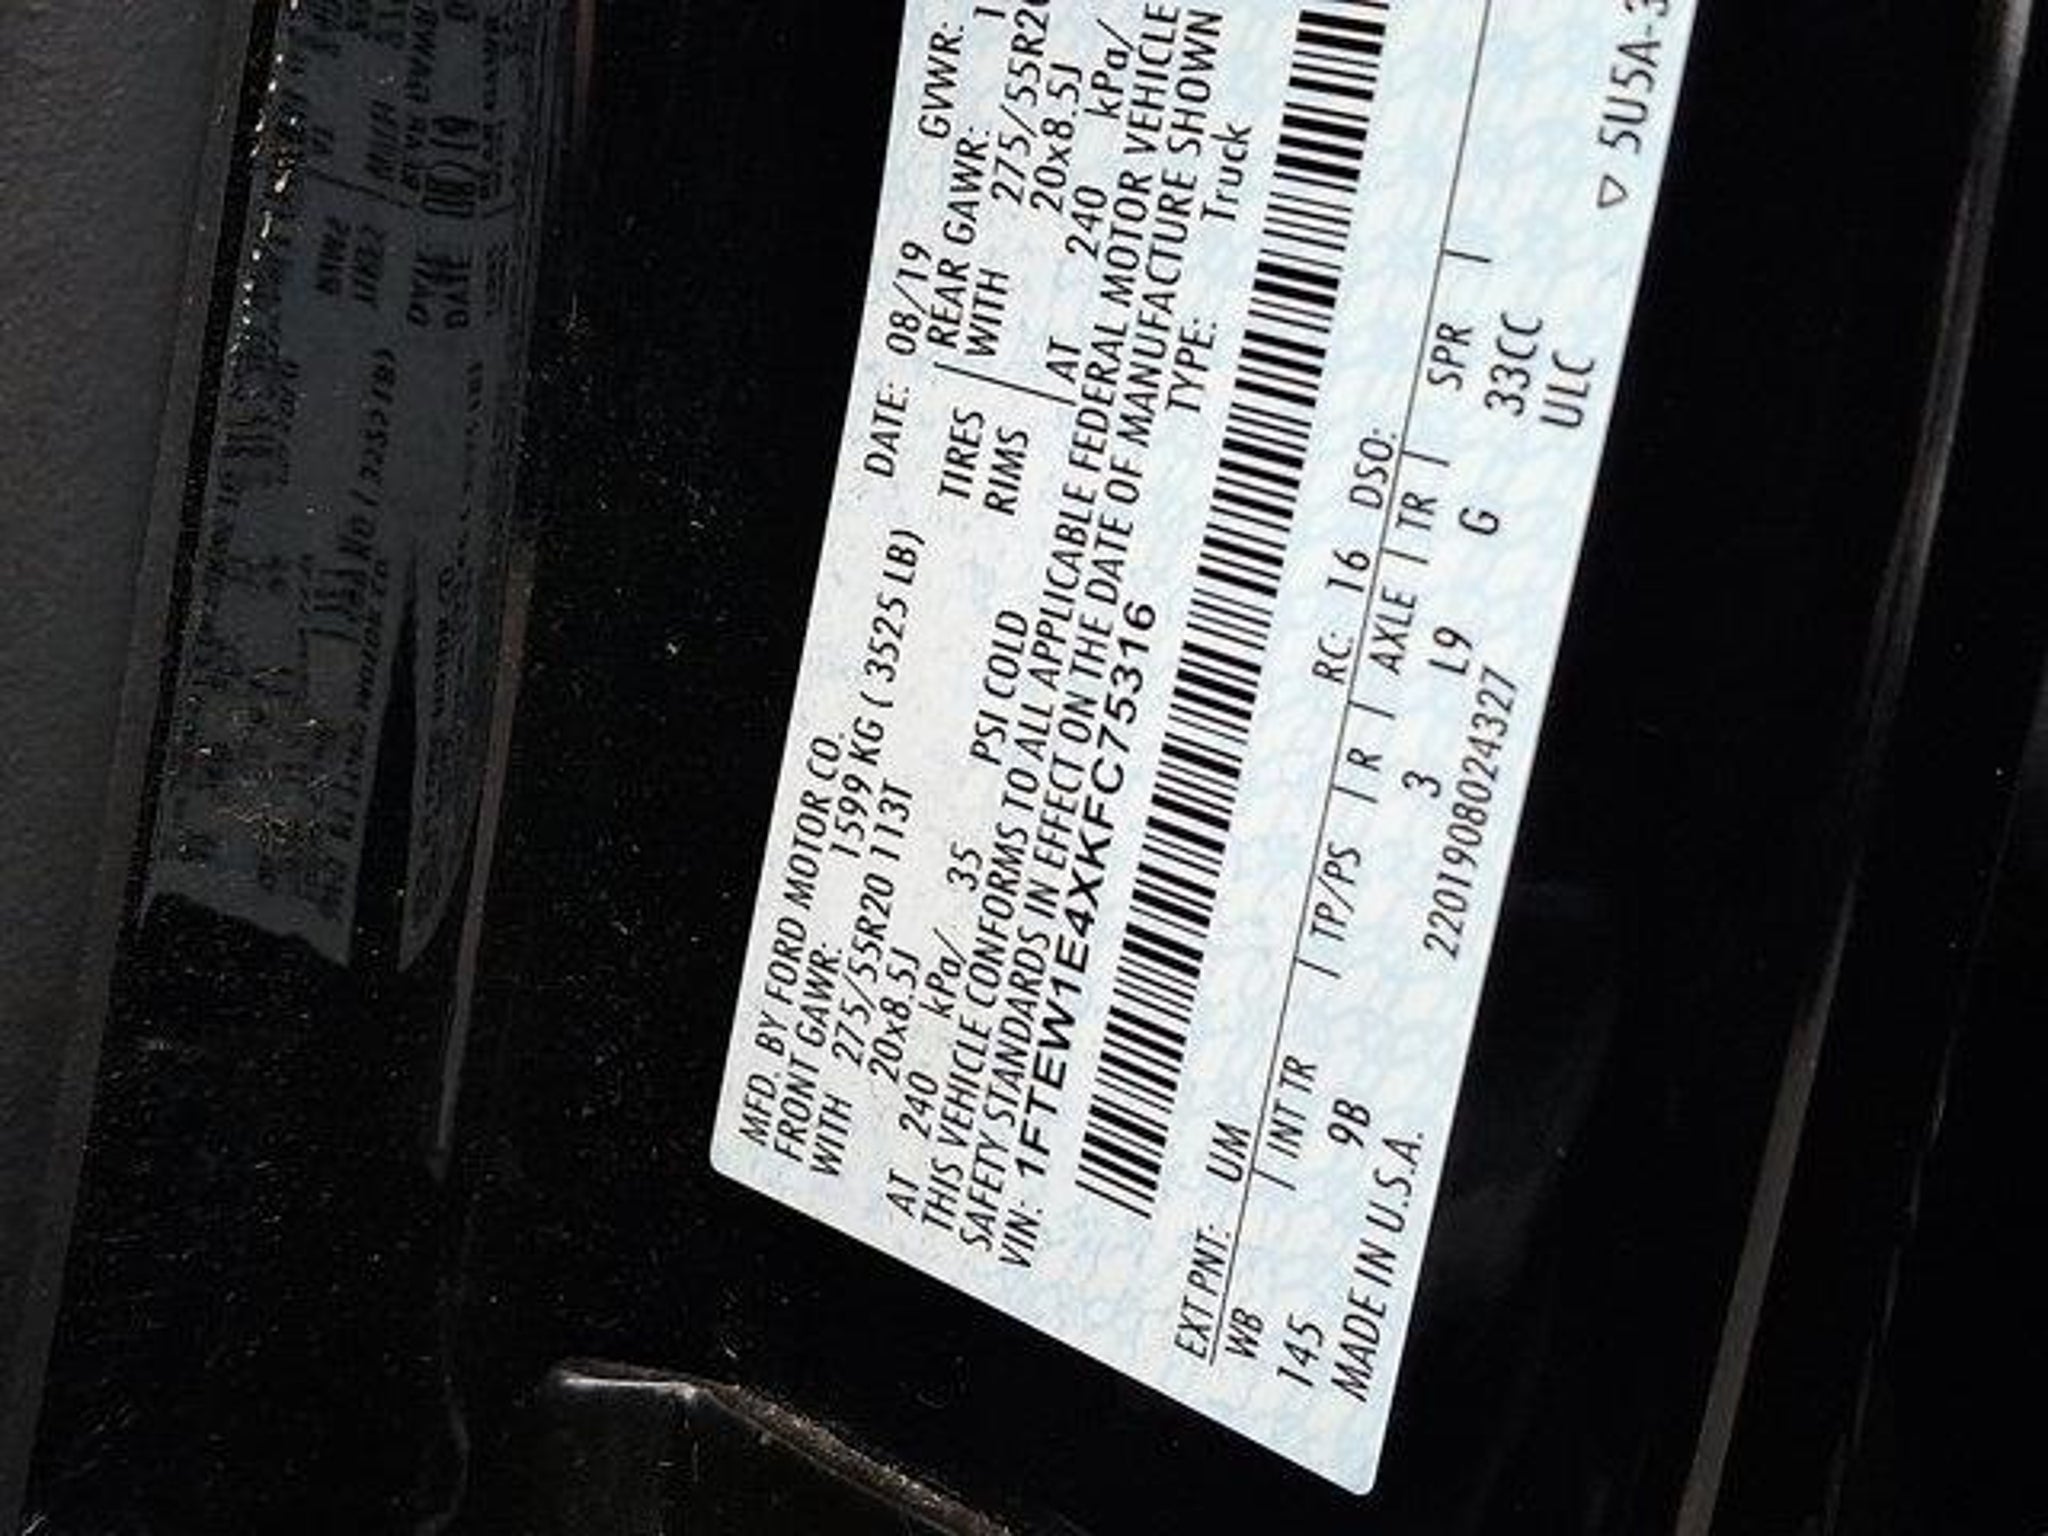 MFD. BY FORD MOTOR CO.
DATE: 08/19 GVWR:
FRONT GAWR: 1599 KG ( 3525 LB) REAR GAWR:
WITH TIRES WITH
275/55R20 113T 275/55R20
20x8.5J RIMS 20x8.5J
AT 240 kPa/ 35 PSI COLD AT 240 kPa/
THIS VEHICLE CONFORMS TO ALL APPLICABLE FEDERAL MOTOR VEHICLE
SAFETY STANDARDS IN EFFECT ON THE DATE OF MANUFACTURE SHOWN
VIN: 1FTEW1E4XKFC75316 TYPE: Truck
EXT PNT: UM RC: 16 DSO:
WB | INT TR | TP/PS | R | AXLE | TR | SPR |
145 9B 3 L9 G 33CC
MADE IN U.S.A. 2201908024327 ULC
▽ 5U5A-3